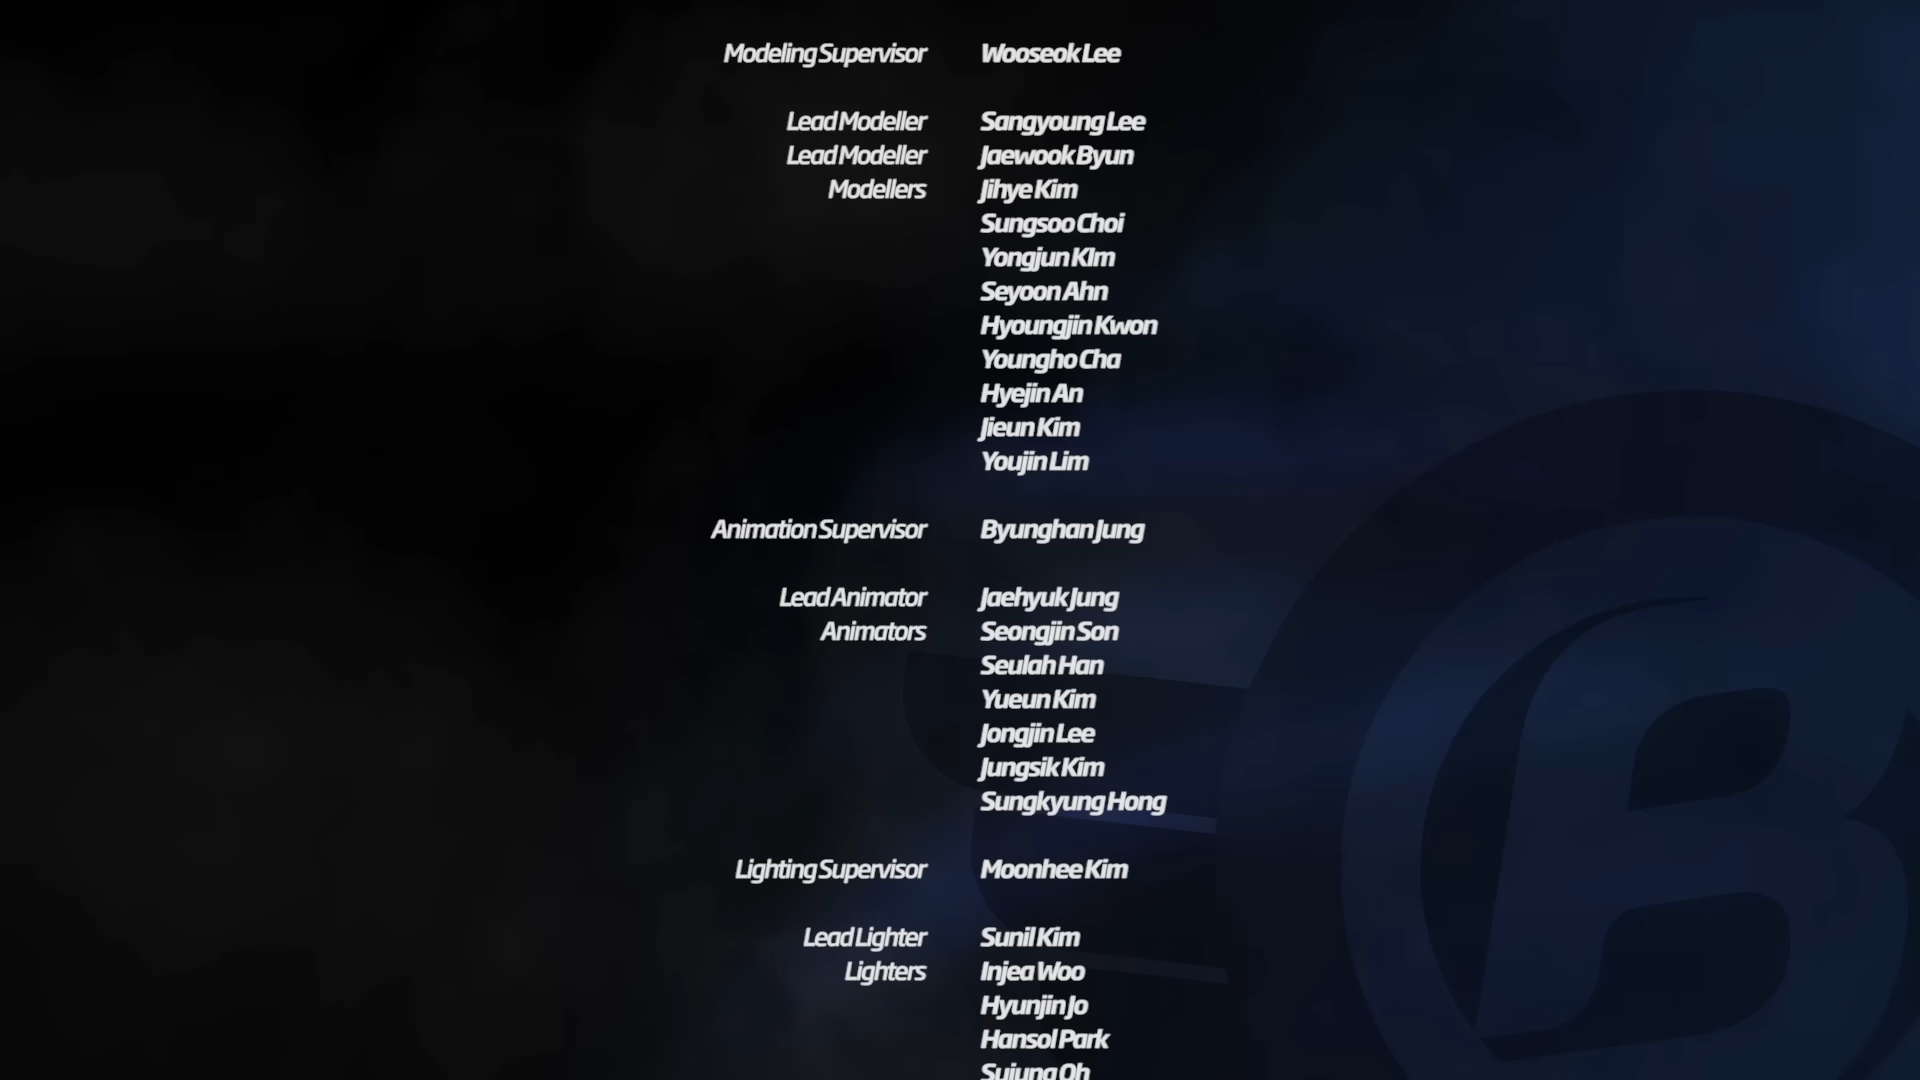 Modeling Supervisor Wooseok Lee
Lead Modeller Sangyoung Lee
Lead Modeller Jaewook Byun
Modellers Jihye Kim
Sungsoo Choi
Yongjun KIm
Seyoon Ahn
Hyoungjin Kwon
Youngho Cha
Hyejin An
Jieun Kim
Youjin Lim
Animation Supervisor Byunghan Jung
Lead Animator Jaehyuk Jung
Animators Seongjin Son
Seulah Han
Yueun Kim
Jongjin Lee
Jungsik Kim
Sungkyung Hong
Lighting Supervisor Moonhee Kim
Lead Lighter Sunil Kim
Lighters Injea Woo
Hyunjin Jo
Hansol Park
Sujung Oh
B